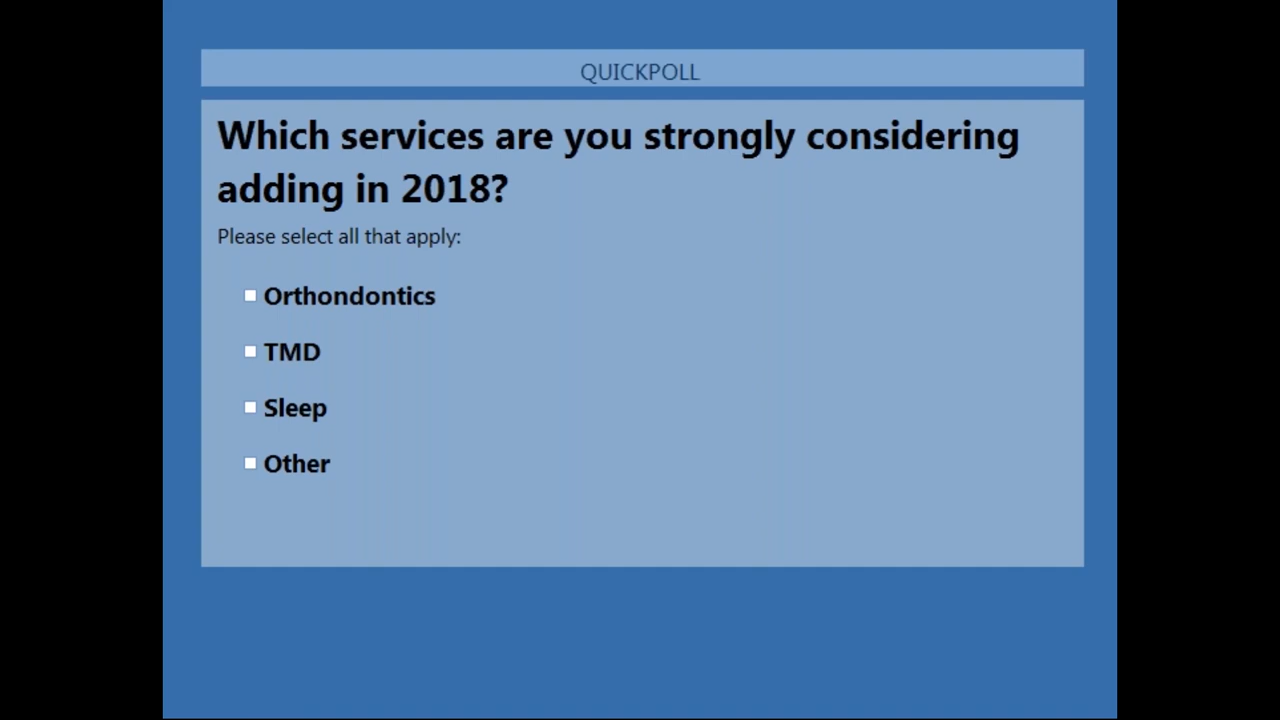 QUICKPOLL
Which services are you strongly considering
adding in 2018?
Please select all that apply:
Orthondontics
TMD
Sleep
Other